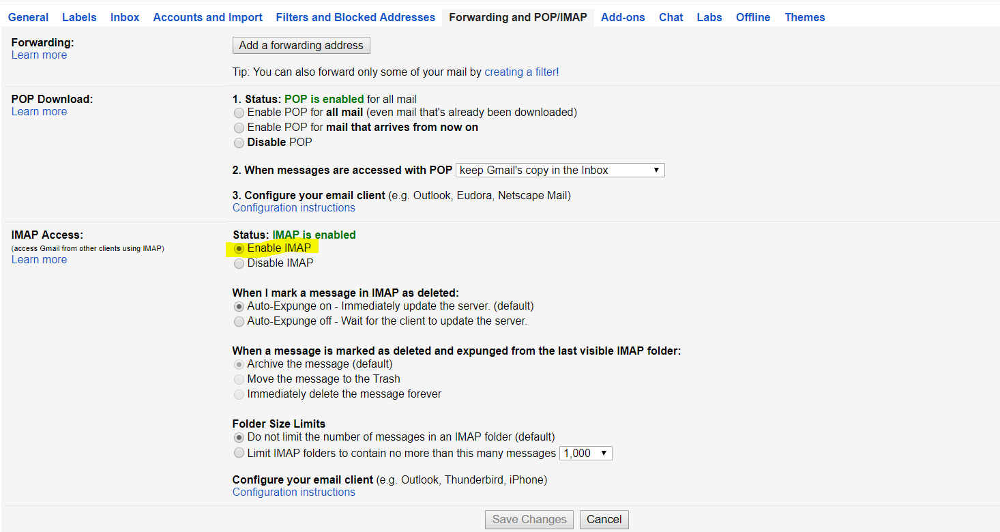 General Labels Inbox Accounts and Import Filters and Blocked Addresses Forwarding and POP/IMAP Add-ons Chat Labs Offline Themes
Forwarding:
Learn more
Add a forwarding address
Tip: You can also forward only some of your mail by creating a filter!
POP Download:
Learn more
1. Status: POP is enabled for all mail
Enable POP for all mail (even mail that's already been downloaded)
Enable POP for mail that arrives from now on
Disable POP
2. When messages are accessed with POP keep Gmail's copy in the Inbox
3. Configure your email client (e.g. Outlook, Eudora, Netscape Mail)
Configuration instructions
IMAP Access:
(access Gmail from other clients using IMAP)
Learn more
Status: IMAP is enabled
Enable IMAP
Disable IMAP
When I mark a message in IMAP as deleted:
Auto-Expunge on - Immediately update the server. (default)
Auto-Expunge off - Wait for the client to update the server.
When a message is marked as deleted and expunged from the last visible IMAP folder:
Archive the message (default)
Move the message to the Trash
Immediately delete the message forever
Folder Size Limits
Do not limit the number of messages in an IMAP folder (default)
Limit IMAP folders to contain no more than this many messages 1,000
Configure your email client (e.g. Outlook, Thunderbird, iPhone)
Configuration instructions
Save Changes Cancel